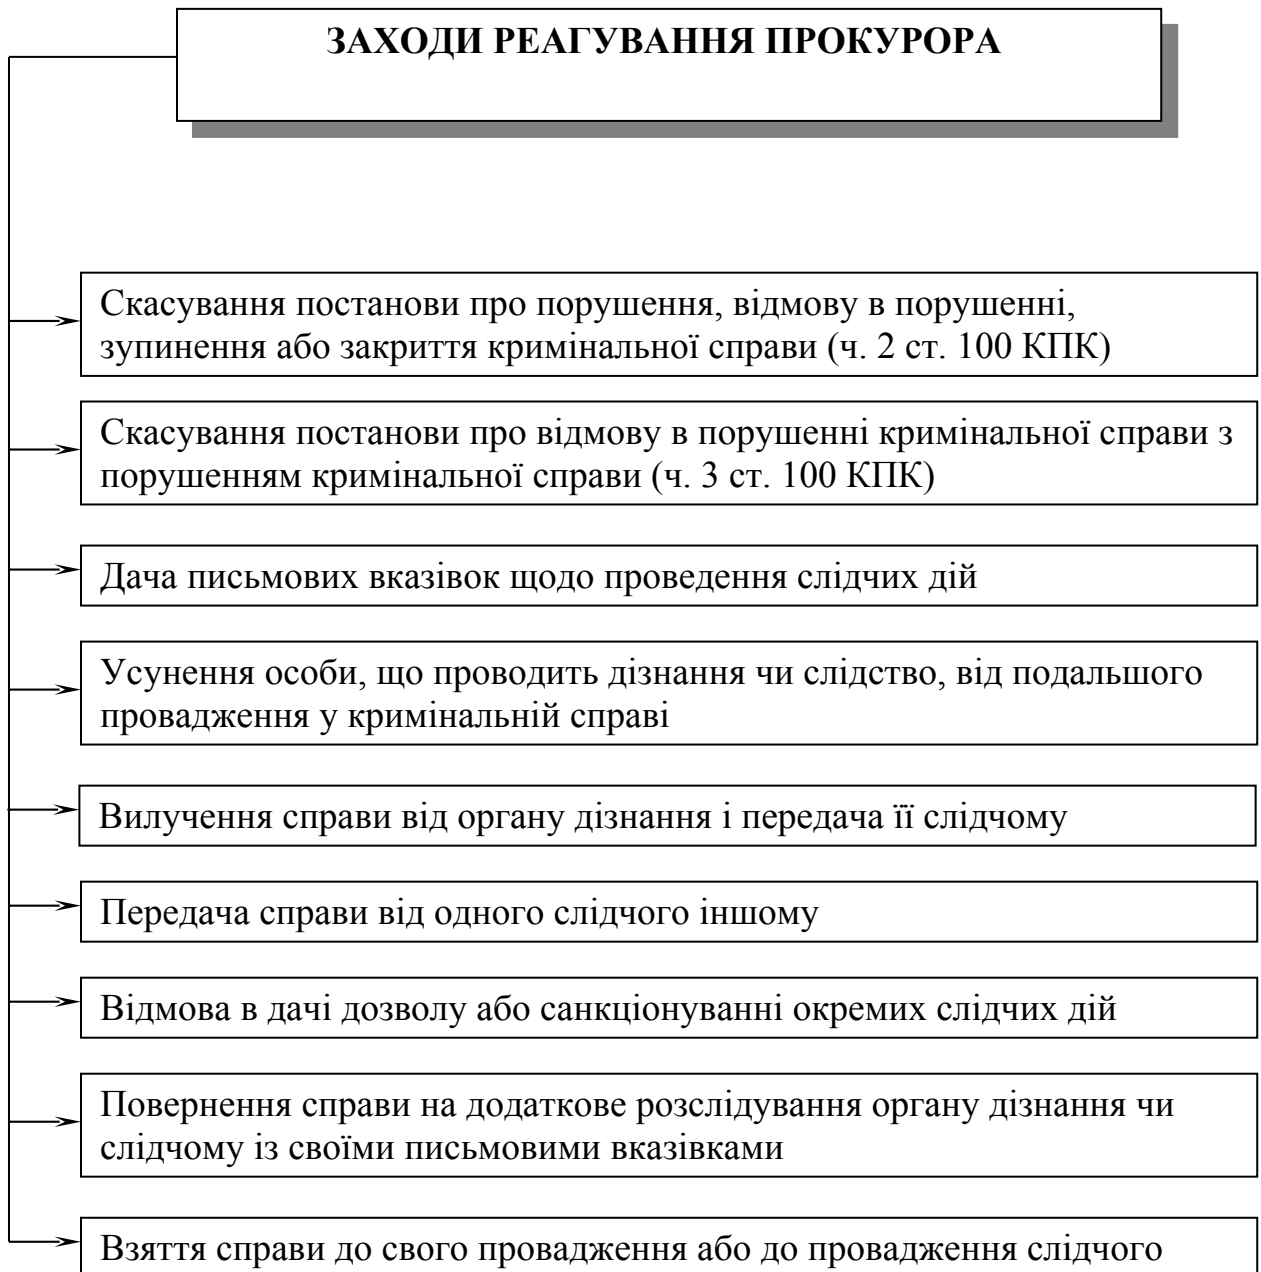 ЗАХОДИ РЕАГУВАННЯ ПРОКУРОРА
Скасування постанови про порушення, відмову в порушенні,
зупинення або закриття кримінальної справи (ч. 2 ст. 100 КПК)
Скасування постанови про відмову в порушенні кримінальної справи з
порушенням кримінальної справи (ч. 3 ст. 100 КПК)
Дача письмових вказівок щодо проведення слідчих дій
Усунення особи, що проводить дізнання чи слідство, від подальшого
провадження у кримінальній справі
Вилучення справи від органу дізнання і передача її слідчому
Передача справи від одного слідчого іншому
Відмова в дачі дозволу або санкціонуванні окремих слідчих дій
Повернення справи на додаткове розслідування органу дізнання чи
слідчому із своїми письмовими вказівками
Взяття справи до свого провадження або до провадження слідчого